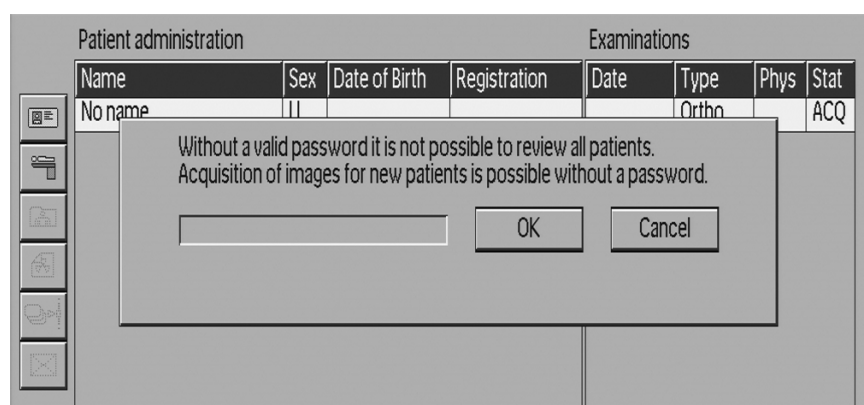 Patient administration Examinations
Name Sex Date of Birth Registration Date Type Phys Stat
No name U Ortho ACQ
Without a valid password it is not possible to review all patients.
Acquisition of images for new patients is possible without a password.
OK Cancel